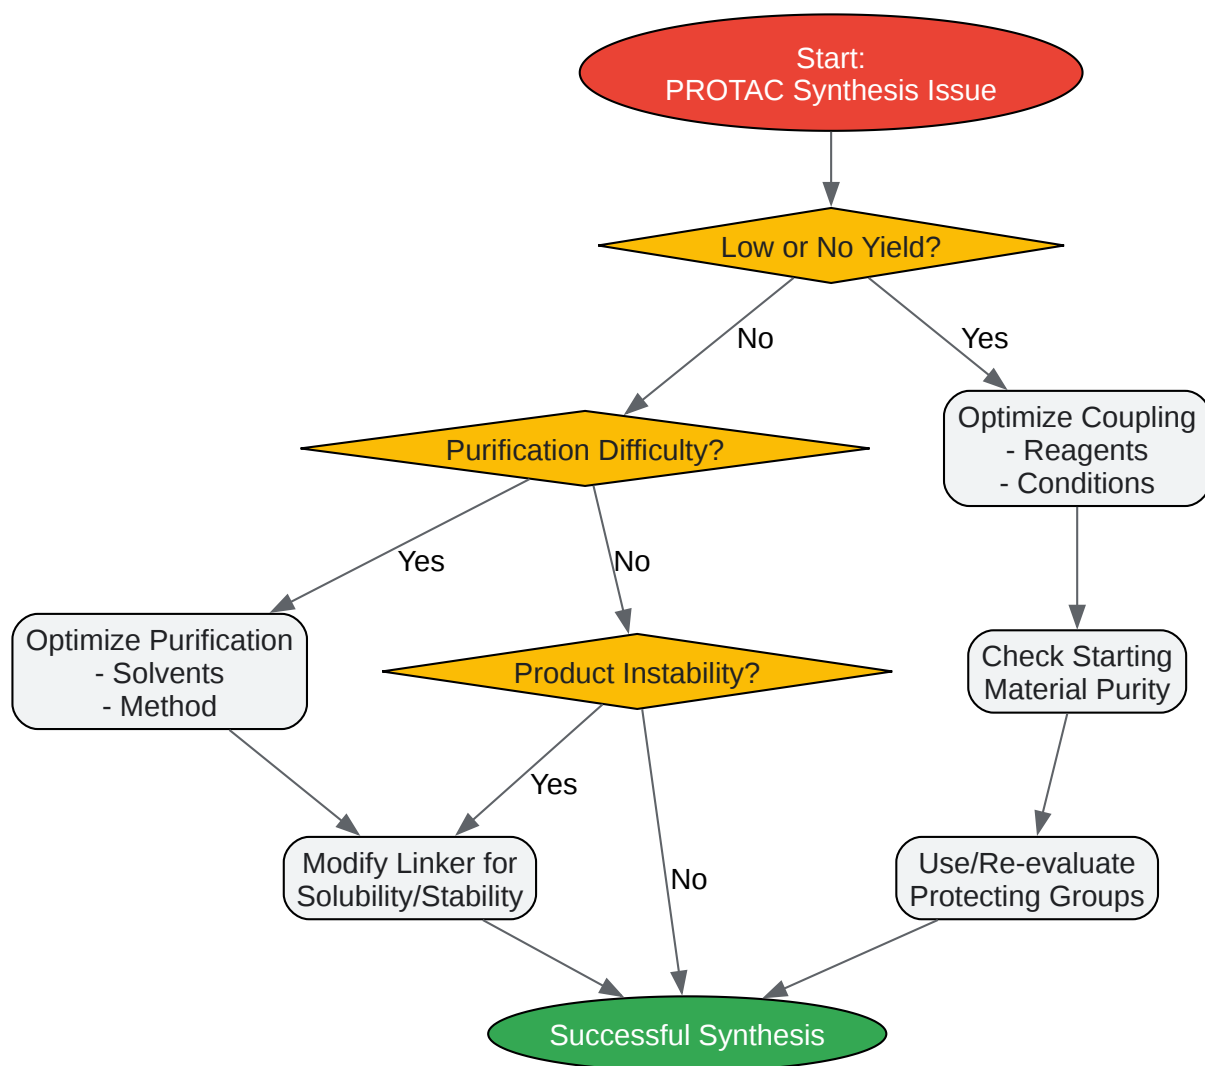 Start:
PROTAC Synthesis Issue
Low or No Yield?
No
Yes
Optimize Coupling
- Reagents
- Conditions
Purification Difficulty?
Yes
No
Optimize Purification
- Solvents
- Method
Product Instability?
Check Starting
Material Purity
Yes
No
Modify Linker for
Solubility/Stability
Use/Re-evaluate
Protecting Groups
Successful Synthesis